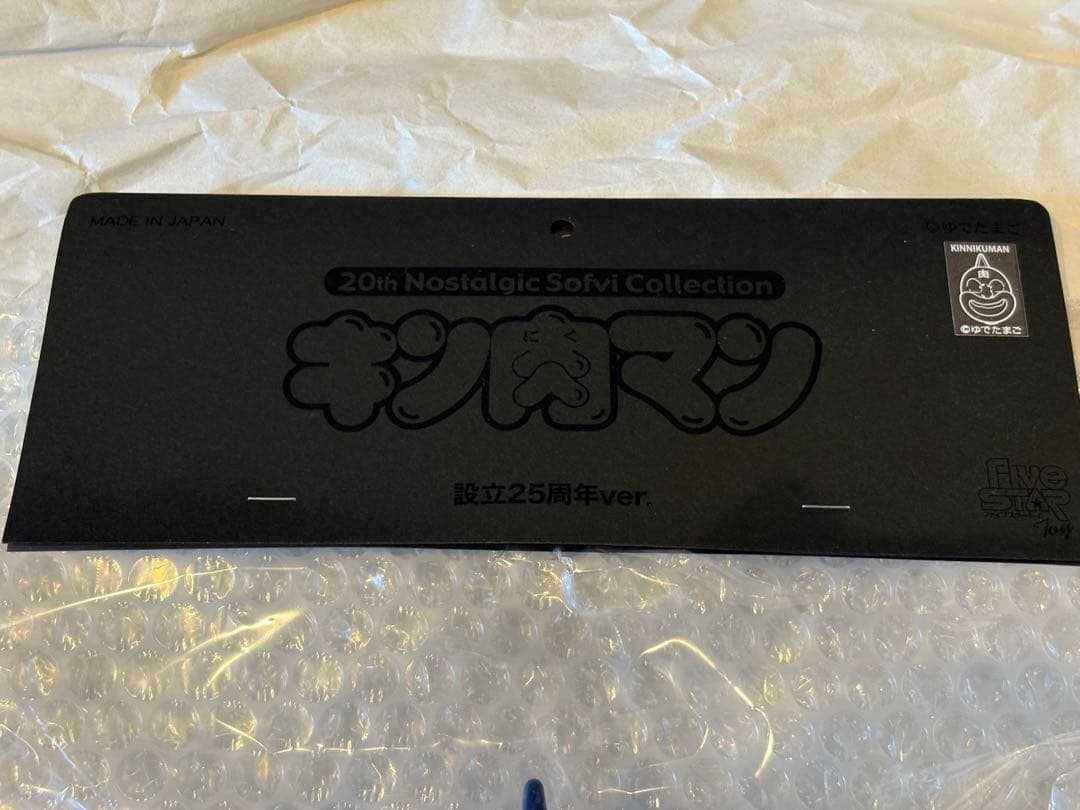 MADE IN JAPAN
©ゆでたまご
KINNIKUMAN
肉
©ゆでたまご
20th Nostalgic Sofvi Collection
キン肉マン
にく
設立25周年ver.
Five
STAR
Toy